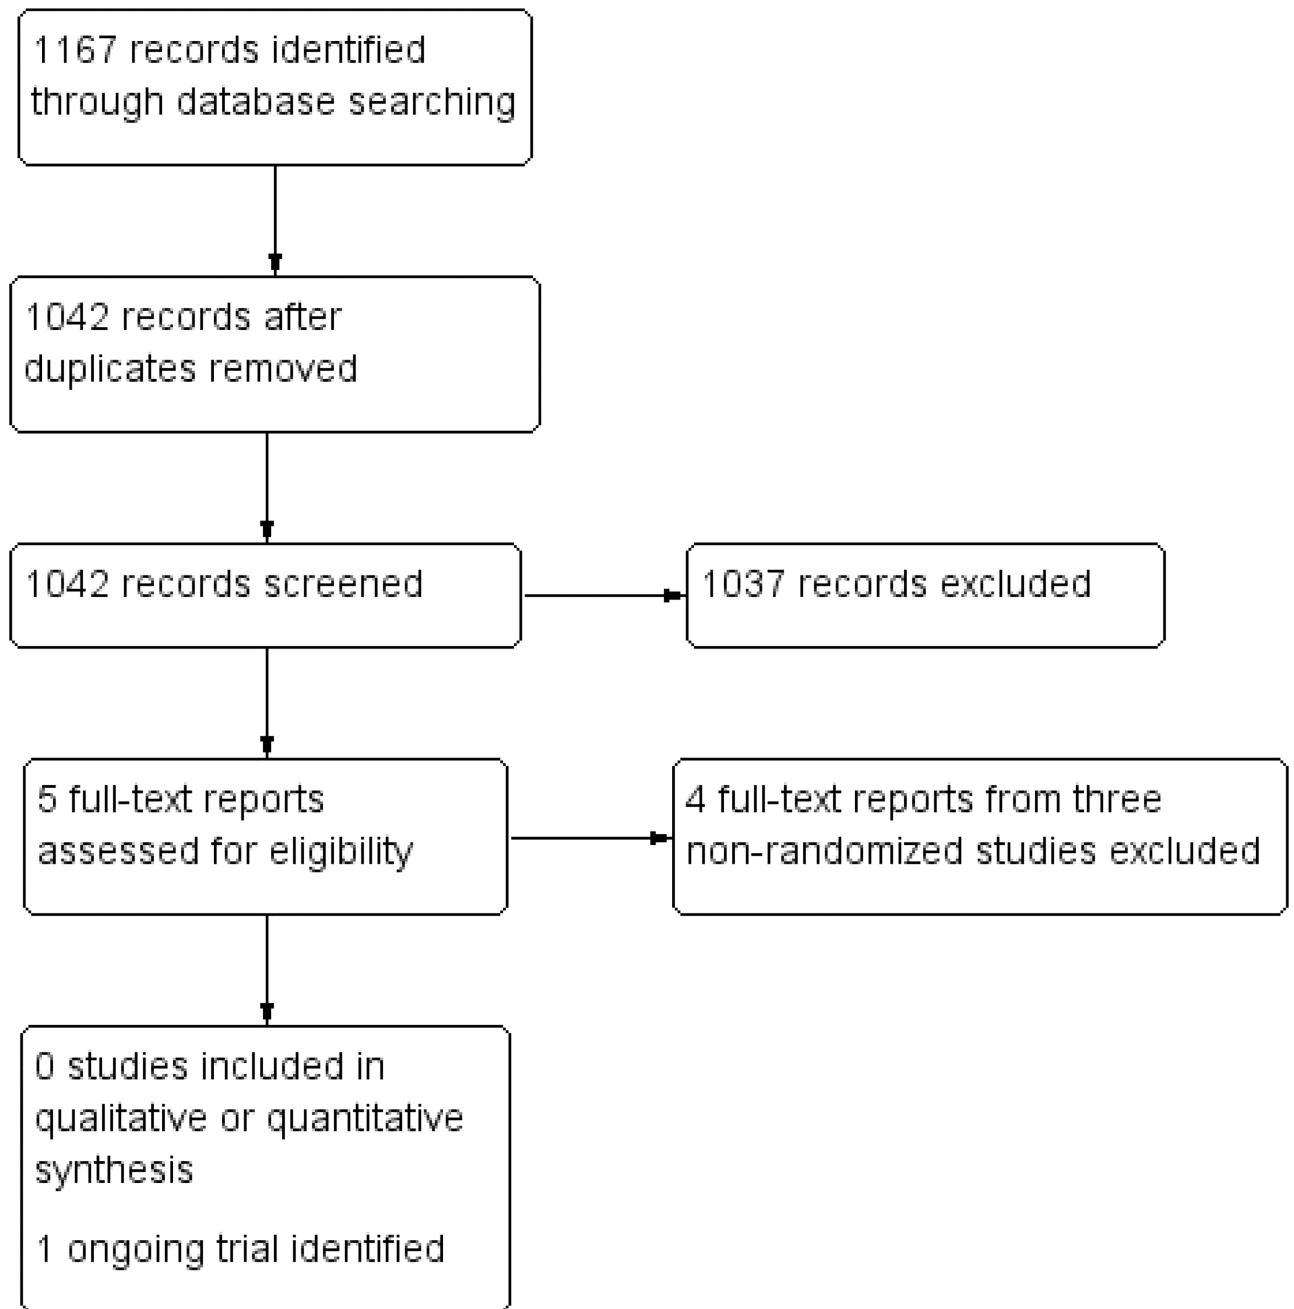 1167 records identified
through database searching
1042 records after
duplicates removed
1042 records screened
1037 records excluded
5 full-text reports
assessed for eligibility
4 full-text reports from three
non-randomized studies excluded
0 studies included in
qualitative or quantitative
synthesis
1 ongoing trial identified